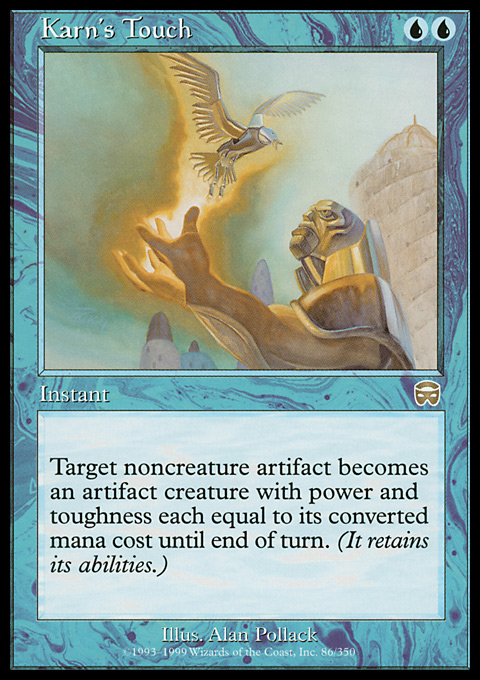 Karn's Touch
Instant
Target noncreature artifact becomes
an artifact creature with power and
toughness each equal to its converted
mana cost until end of turn. (It retains
its abilities.)
Illus. Alan Pollack
©1993-1999 Wizards of the Coast, Inc. 86/350